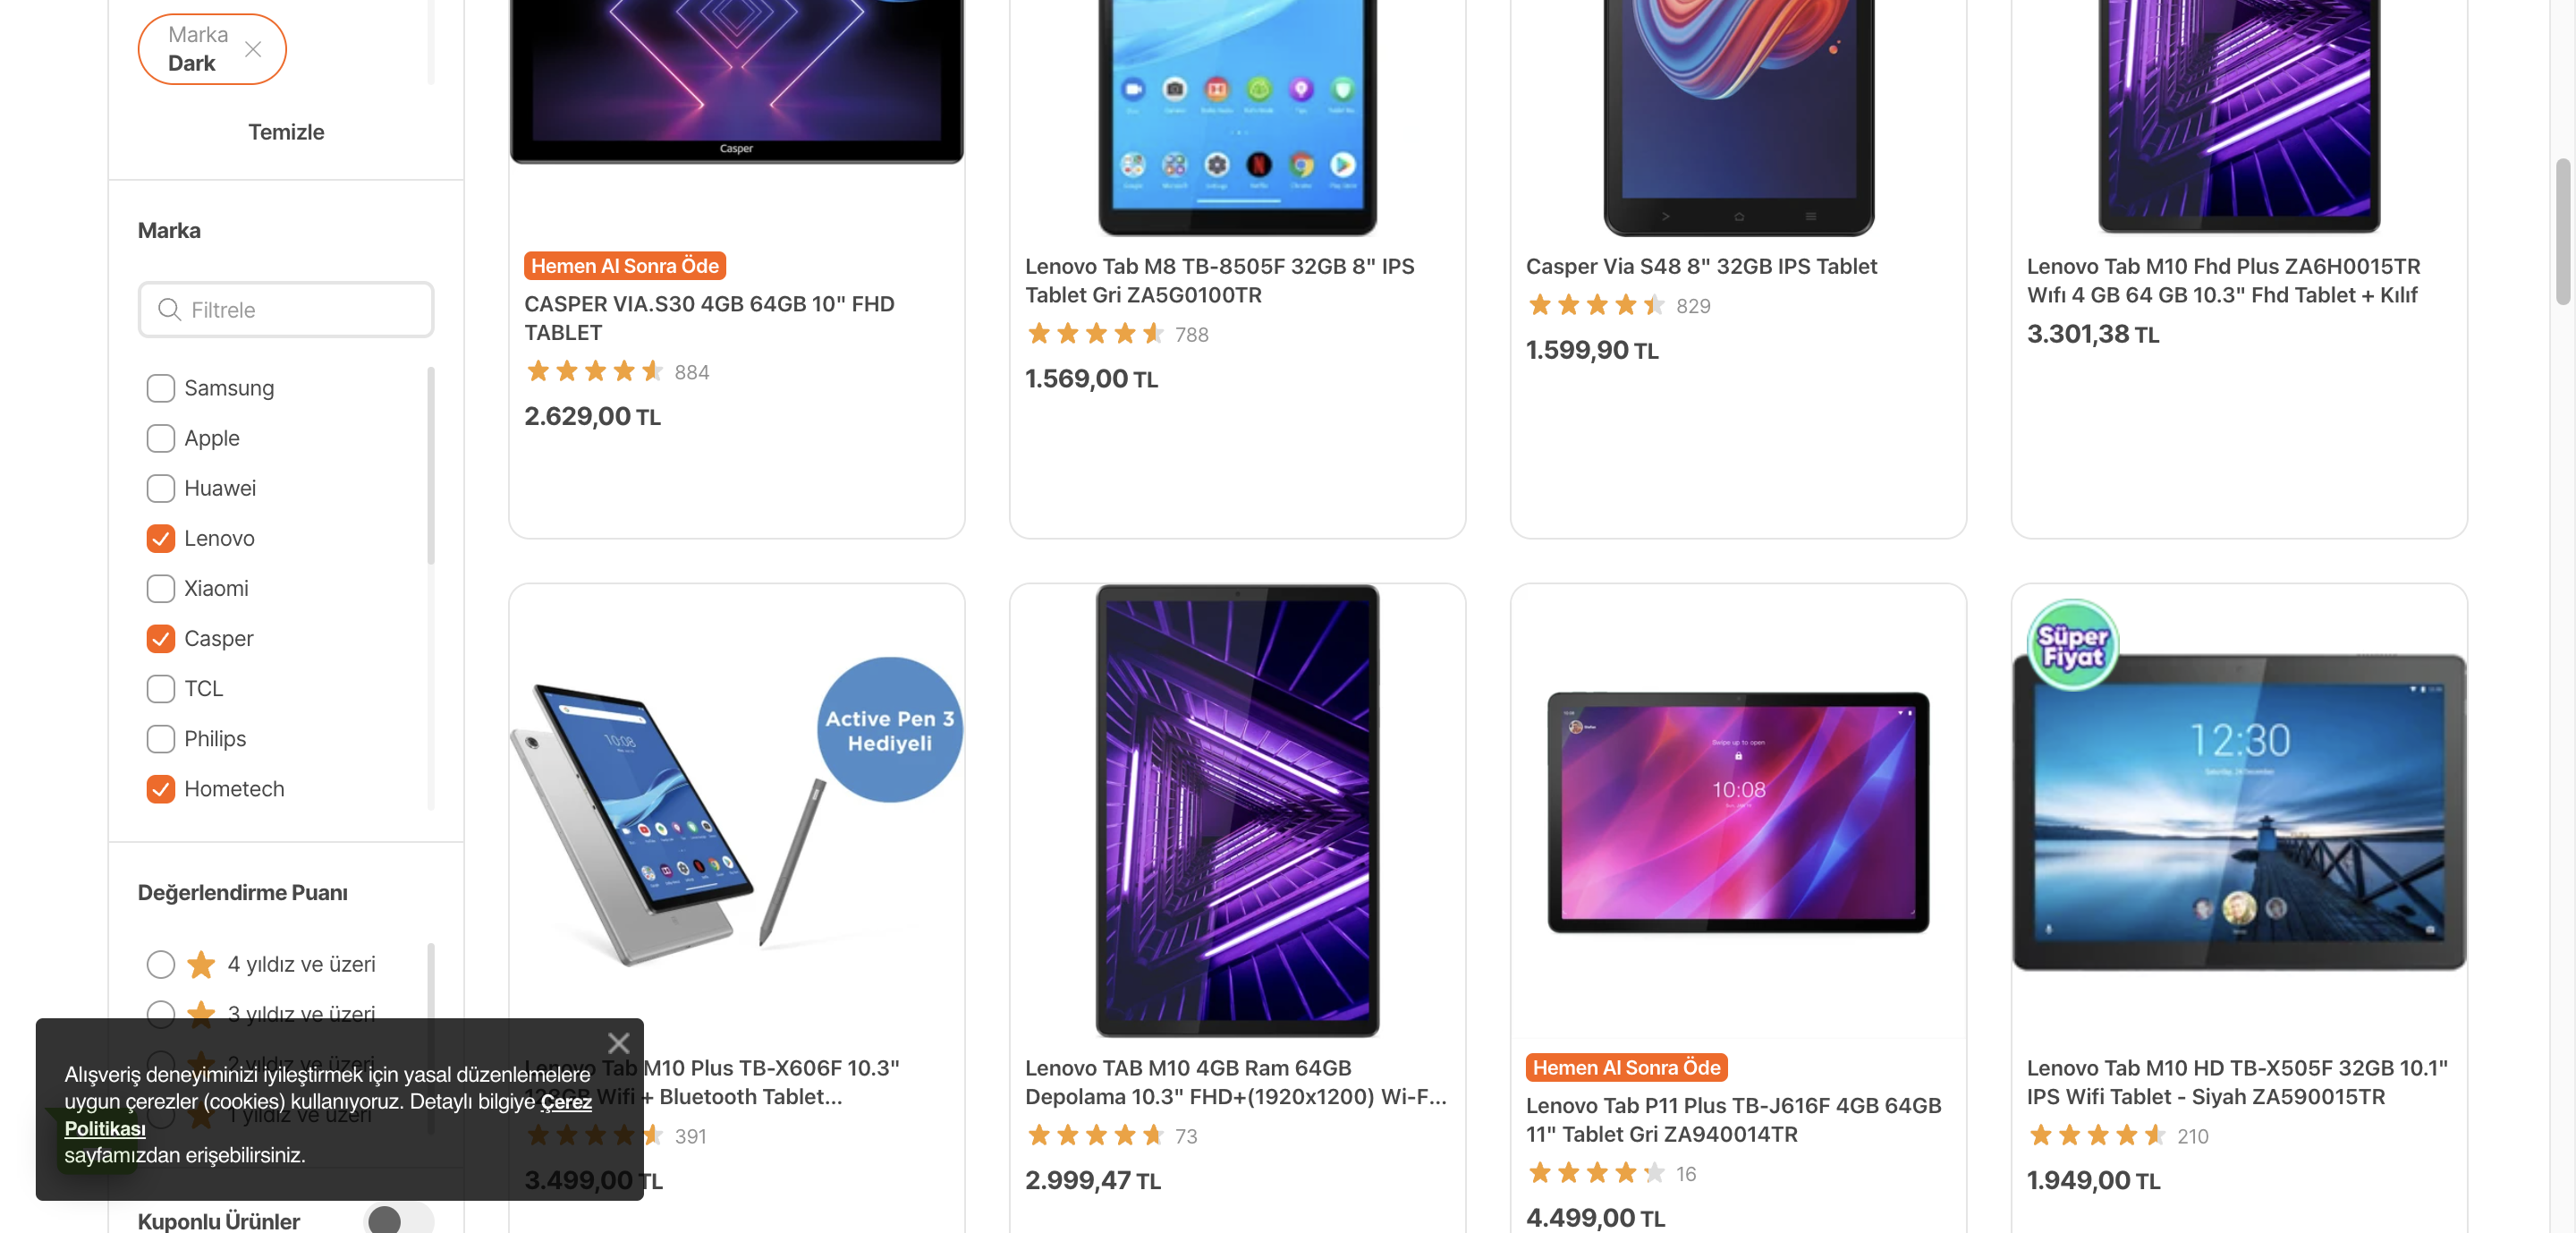 Marka
Dark
Temizle
Marka
Filtrele
Samsung
Apple
Huawei
Lenovo
Xiaomi
Casper
TCL
Philips
Hometech
Değerlendirme Puanı
4 yıldız ve üzeri
3 yıldız ve üzeri
2 yıldız ve üzeri
1 yıldız ve üzeri
Alışveriş deneyiminizi iyileştirmek için yasal düzenlemelere
uygun çerezler (cookies) kullanıyoruz. Detaylı bilgiye Çerez
Politikası
sayfamızdan erişebilirsiniz.
Kuponlu Ürünler
Casper
Hemen Al Sonra Öde
CASPER VIA.S30 4GB 64GB 10" FHD
TABLET
884
2.629,00 TL
Lenovo Tab M8 TB-8505F 32GB 8" IPS
Tablet Gri ZA5G0100TR
788
1.569,00 TL
Casper Via S48 8" 32GB IPS Tablet
829
1.599,90 TL
Lenovo Tab M10 Fhd Plus ZA6H0015TR
Wıfı 4 GB 64 GB 10.3" Fhd Tablet + Kılıf
3.301,38 TL
Active Pen 3
Hediyeli
10:08
Lenovo Tab M10 Plus TB-X606F 10.3"
128GB Wifi + Bluetooth Tablet...
391
3.499,00 TL
Lenovo TAB M10 4GB Ram 64GB
Depolama 10.3" FHD+(1920x1200) Wi-F...
73
2.999,47 TL
Swipe up to open
10:08
Hemen Al Sonra Öde
Lenovo Tab P11 Plus TB-J616F 4GB 64GB
11" Tablet Gri ZA940014TR
16
4.499,00 TL
Süper
Fiyat
12:30
Lenovo Tab M10 HD TB-X505F 32GB 10.1"
IPS Wifi Tablet - Siyah ZA590015TR
210
1.949,00 TL